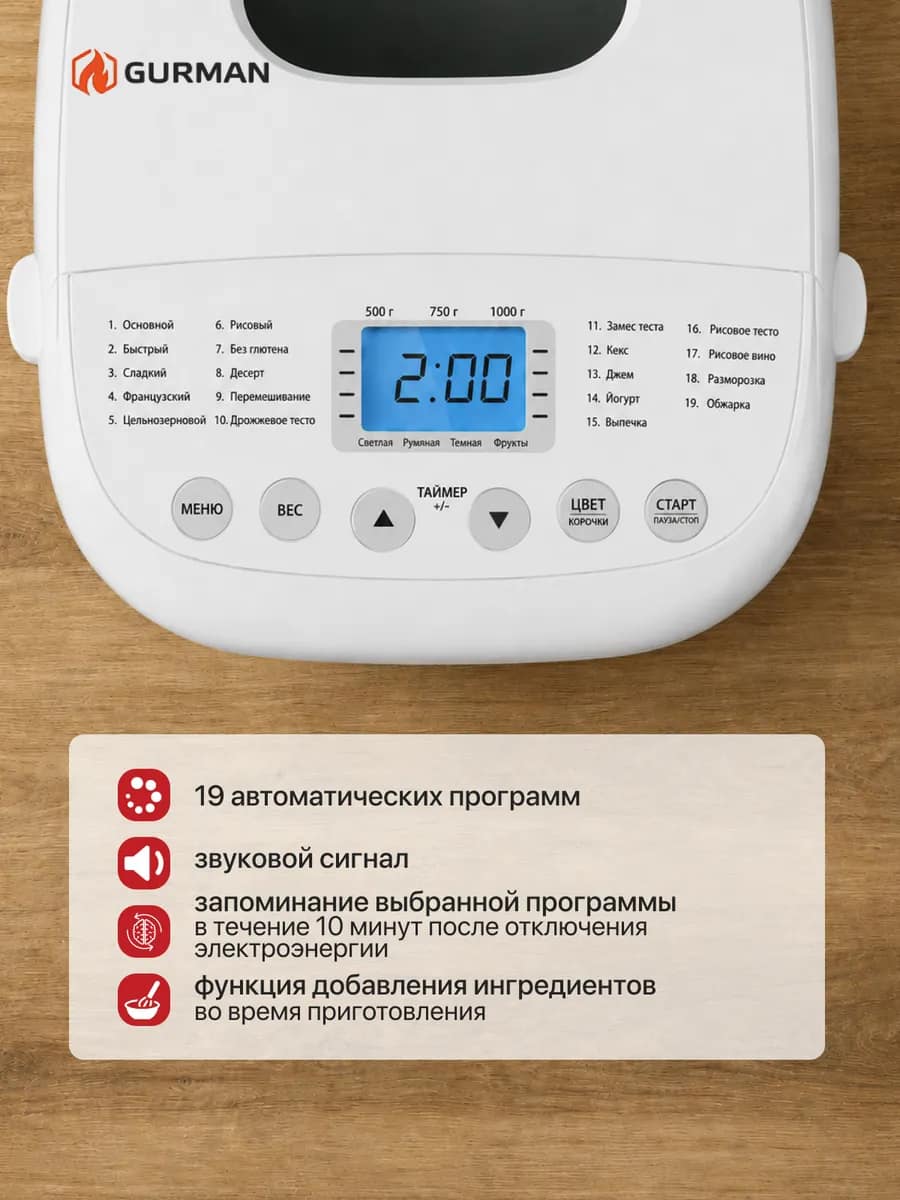 GURMAN
1. Основной
2. Быстрый
3. Сладкий
4. Французский
5. Цельнозерновой
6. Рисовый
7. Без глютена
8. Десерт
9. Перемешивание
10. Дрожжевое тесто
500 г 750 г 1000 г
2:00
Светлая Румяная Темная Фрукты
11. Замес теста
12. Кекс
13. Джем
14. Йогурт
15. Выпечка
16. Рисовое тесто
17. Рисовое вино
18. Разморозка
19. Обжарка
МЕНЮ
ВЕС
ТАЙМЕР
+/-
ЦВЕТ
КОРОЧКИ
СТАРТ
ПАУЗА/СТОП
19 автоматических программ
звуковой сигнал
запоминание выбранной программы
в течение 10 минут после отключения
электроэнергии
функция добавления ингредиентов
во время приготовления